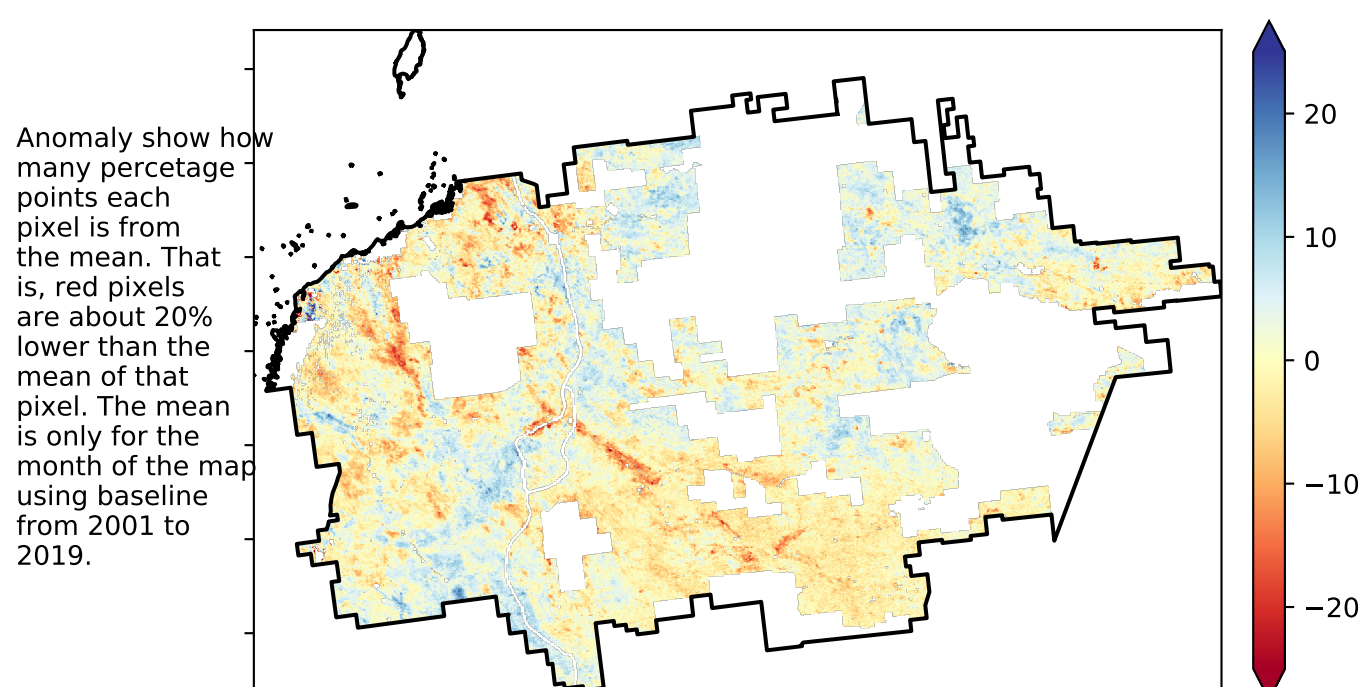 Anomaly show how
many percetage
points each
pixel is from
the mean. That
is, red pixels
are about 20%
lower than the
mean of that
pixel. The mean
is only for the
month of the map
using baseline
from 2001 to
2019.
20
10
0
−10
−20